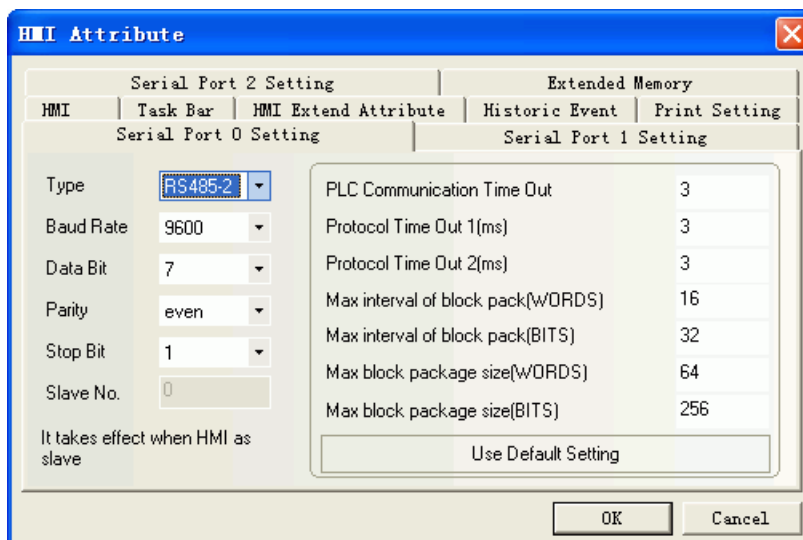 HMI Attribute
Serial Port 2 Setting Extended Memory
HMI Task Bar HMI Extend Attribute Historic Event Print Setting
Serial Port 0 Setting Serial Port 1 Setting
Type RS485-2
Baud Rate 9600
Data Bit 7
Parity even
Stop Bit 1
Slave No. 0
It takes effect when HMI as
slave
PLC Communication Time Out 3
Protocol Time Out 1(ms) 3
Protocol Time Out 2(ms) 3
Max interval of block pack(WORDS) 16
Max interval of block pack(BITS) 32
Max block package size(WORDS) 64
Max block package size(BITS) 256
Use Default Setting
OK Cancel